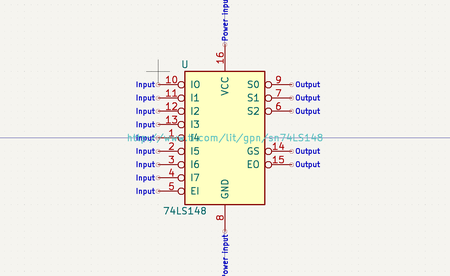 Power input
16
U
VCC
Input 10 I0 S0 9 Output
Input 11 I1 S1 7 Output
Input 12 I2 S2 6 Output
Input 13 I3
Input 1 I4
http://www.ti.com/lit/gpn/sn74LS148
Input 2 I5 GS 14 Output
Input 3 I6 EO 15 Output
Input 4 I7
Input 5 EI
GND
74LS148
8
Power input